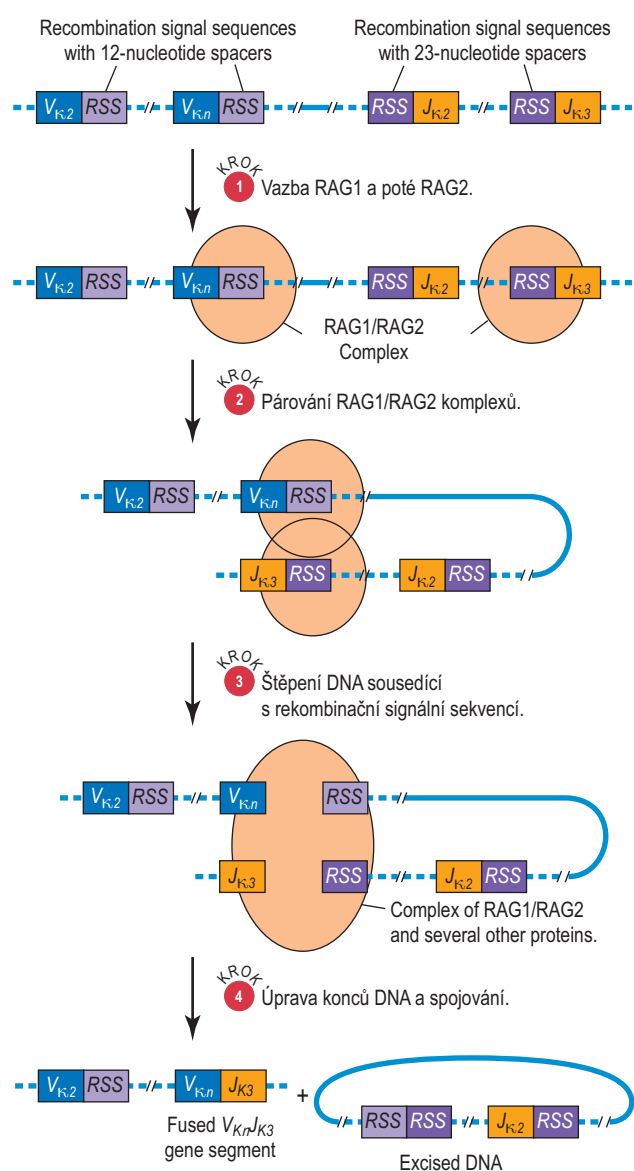 Recombination signal sequences
with 12-nucleotide spacers
Recombination signal sequences
with 23-nucleotide spacers
Vκ2 RSS Vκn RSS RSS Jκ2 RSS Jκ3
KROK
1 Vazba RAG1 a poté RAG2.
Vκ2 RSS Vκn RSS RSS Jκ2 RSS Jκ3
RAG1/RAG2
Complex
KROK
2 Párování RAG1/RAG2 komplexů.
Vκ2 RSS Vκn RSS
Jκ3 RSS Jκ2 RSS
KROK
3 Štěpení DNA sousedící
s rekombinační signální sekvencí.
Vκ2 RSS Vκn RSS
Jκ3 RSS Jκ2 RSS
Complex of RAG1/RAG2
and several other proteins.
KROK
4 Úprava konců DNA a spojování.
Vκ2 RSS Vκn JK3 + RSS RSS Jκ2 RSS
Fused VKnJK3
gene segment
Excised DNA